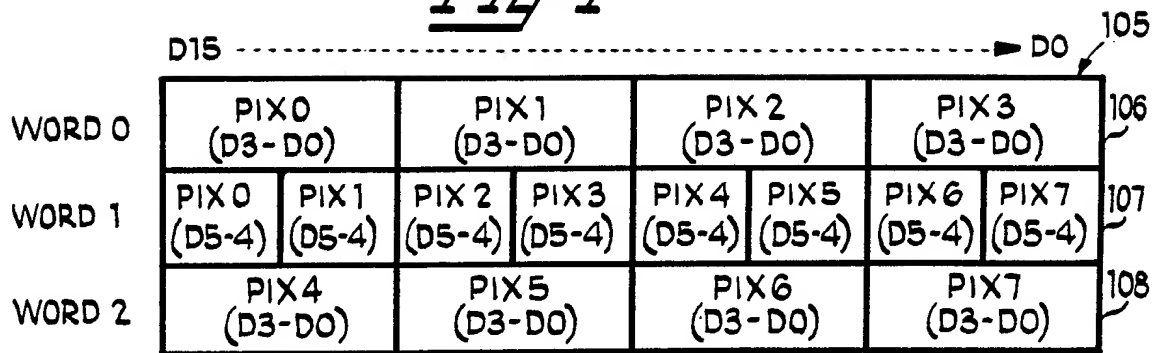 D15 D0 105
WORD 0 PIX0 PIX1 PIX2 PIX3 106
(D3-D0) (D3-D0) (D3-D0) (D3-D0)
WORD 1 PIX0 PIX1 PIX2 PIX3 PIX4 PIX5 PIX6 PIX7 107
(D5-4) (D5-4) (D5-4) (D5-4) (D5-4) (D5-4) (D5-4) (D5-4)
WORD 2 PIX4 PIX5 PIX6 PIX7 108
(D3-D0) (D3-D0) (D3-D0) (D3-D0)